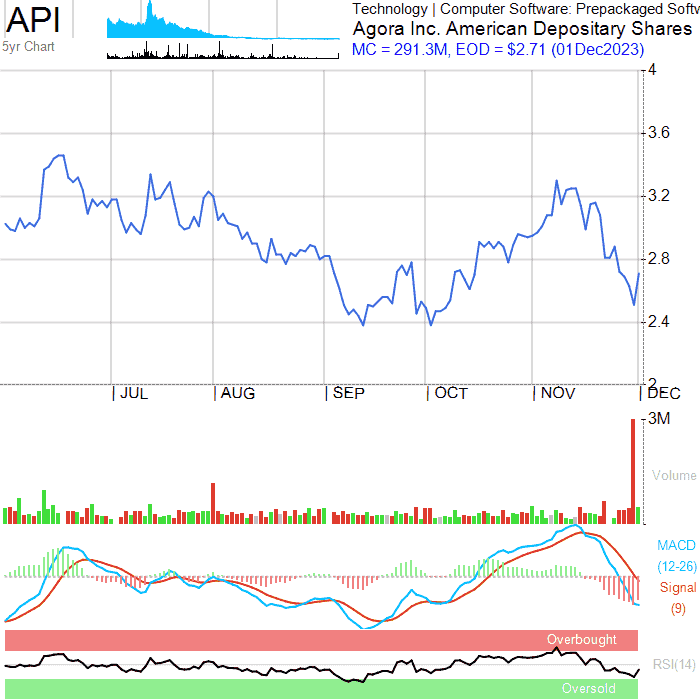 API
5yr Chart
Technology | Computer Software: Prepackaged Softw
Agora Inc. American Depositary Shares
MC = 291.3M, EOD = $2.71 (01Dec2023)
4
3.6
3.2
2.8
2.4
2
| JUL | AUG | SEP | OCT | NOV | DEC
3M
Volume
MACD
(12-26)
Signal
(9)
Overbought
RSI(14)
Oversold